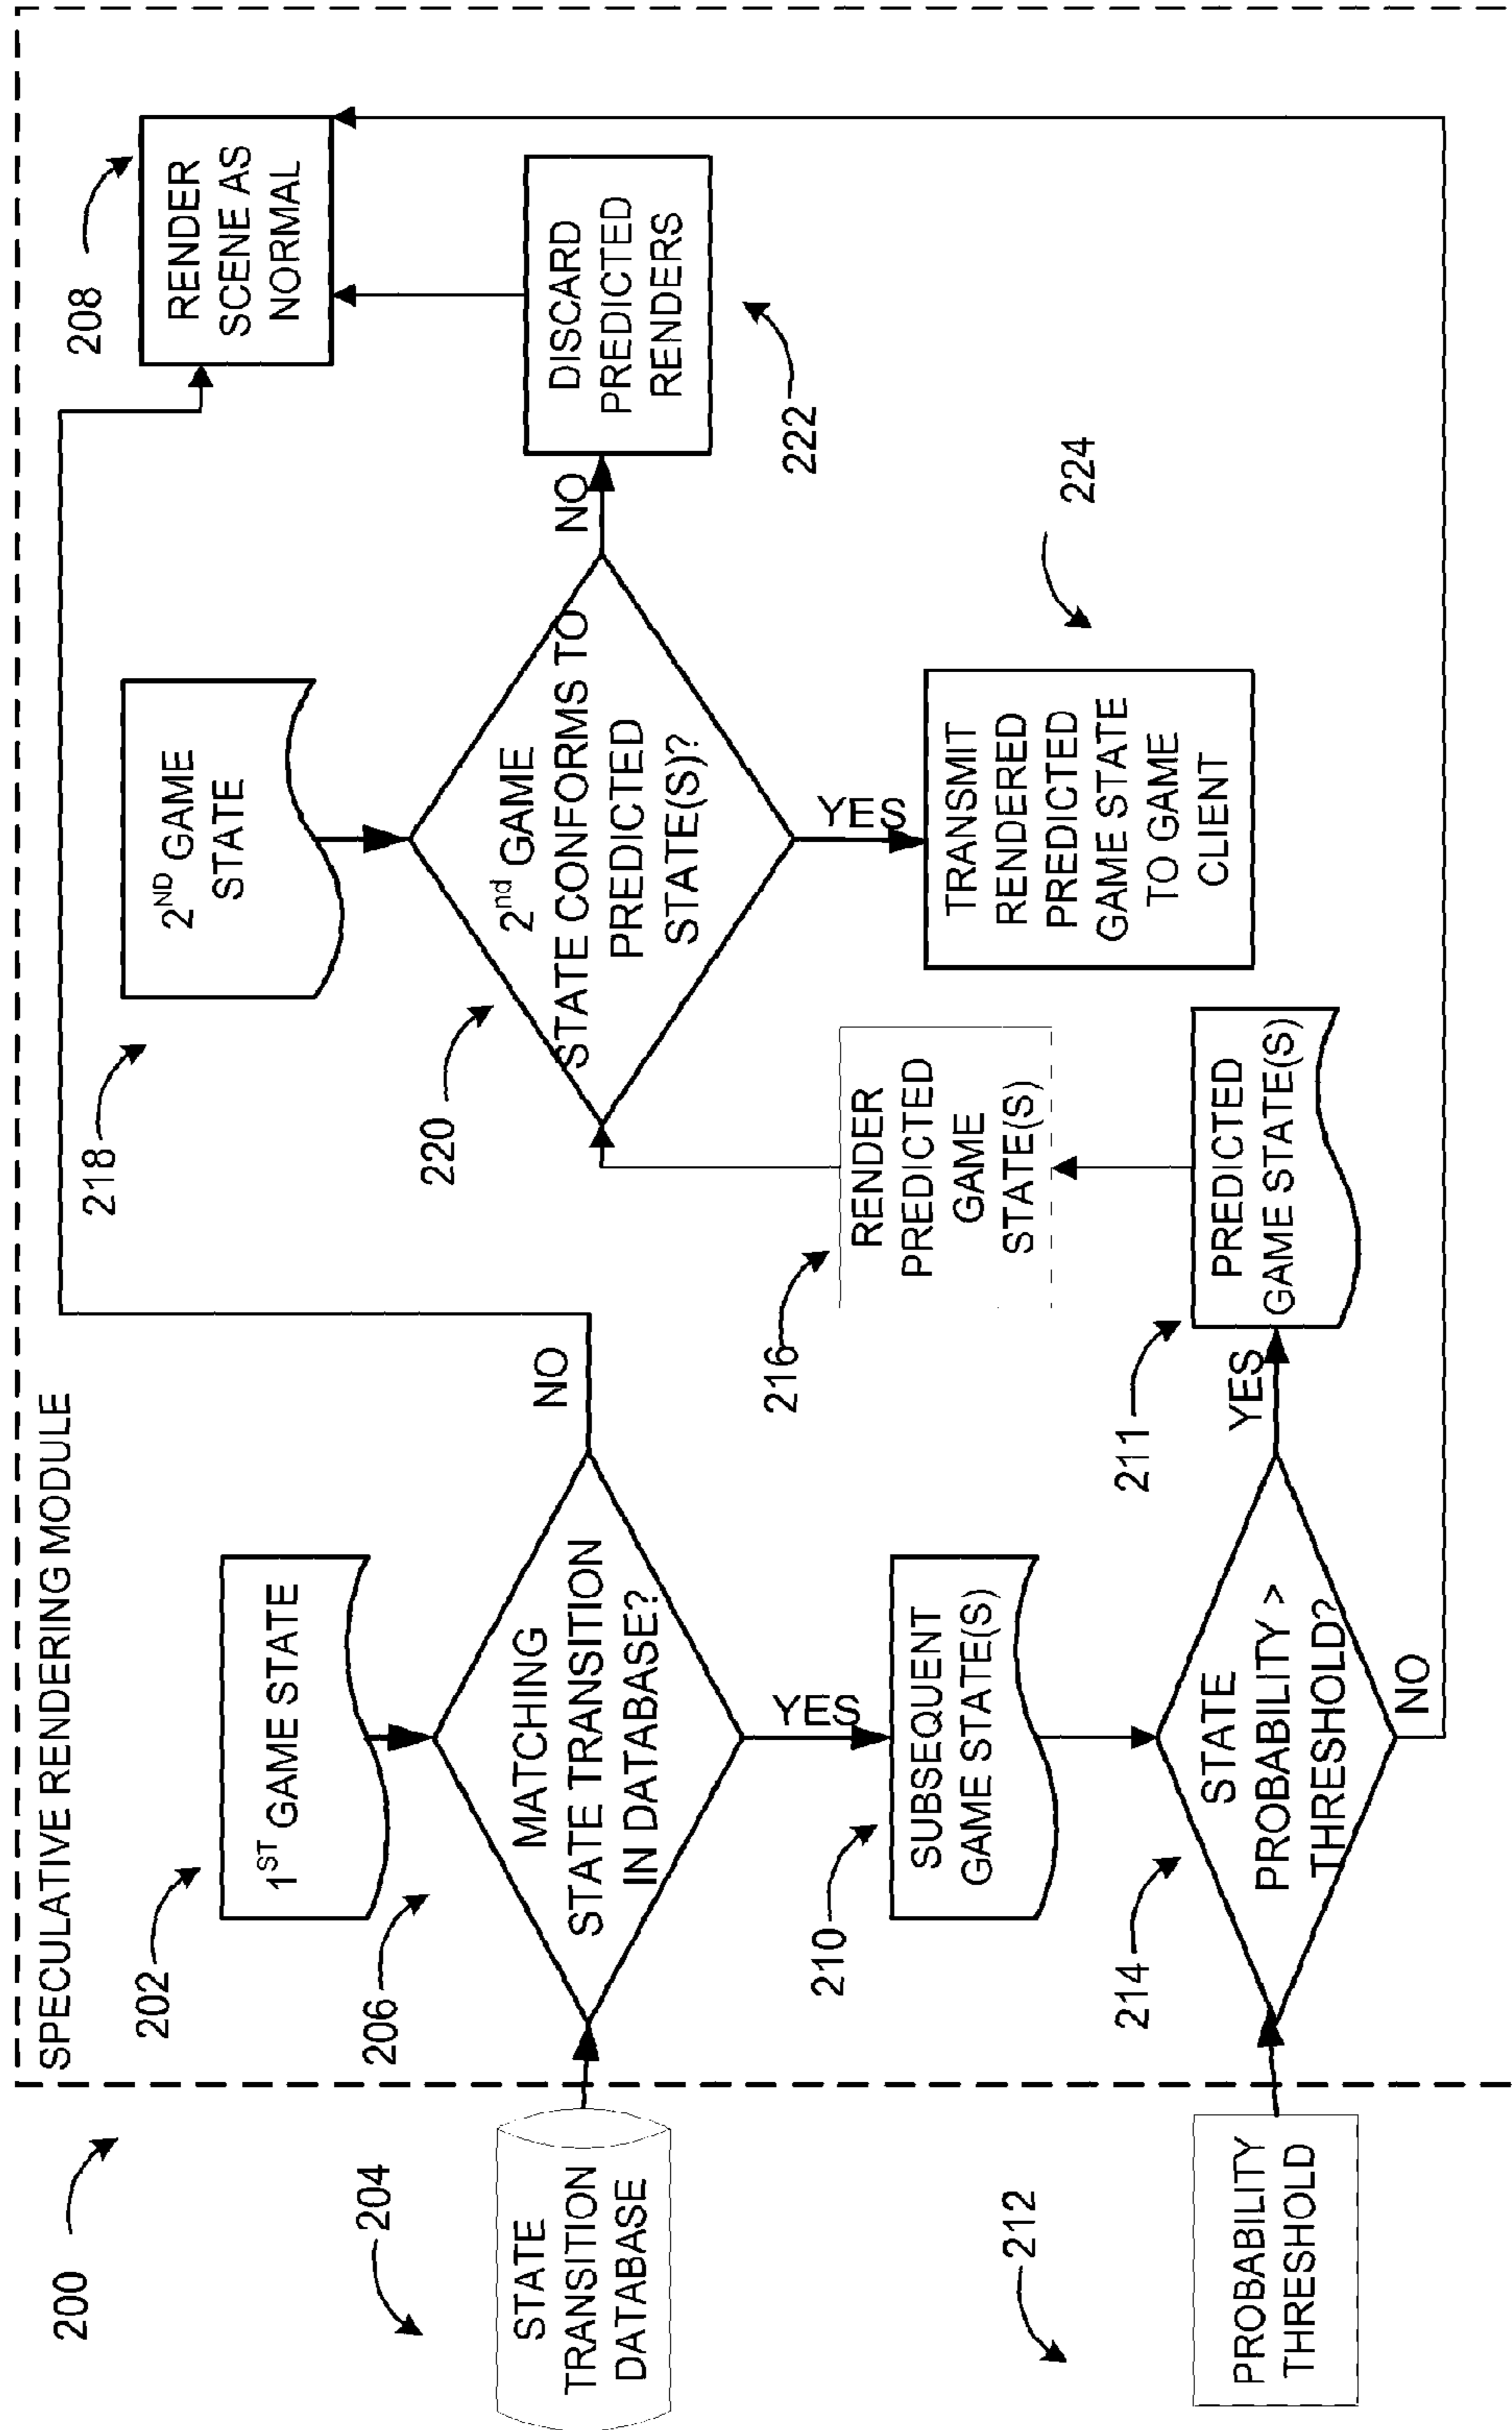 200
SPECULATIVE RENDERING MODULE
202
1ST GAME STATE
204
STATE
TRANSITION
DATABASE
206
MATCHING
STATE TRANSITION
IN DATABASE?
NO
YES
208
RENDER
SCENE AS
NORMAL
210
SUBSEQUENT
GAME STATE(S)
212
PROBABILITY
THRESHOLD
214
STATE
PROBABILITY >
THRESHOLD?
NO
YES
211
PREDICTED
GAME STATE(S)
216
RENDER
PREDICTED
GAME
STATE(S)
218
2ND GAME
STATE
220
2nd GAME
STATE CONFORMS TO
PREDICTED
STATE(S)?
NO
YES
DISCARD
PREDICTED
RENDERS
222
224
TRANSMIT
RENDERED
PREDICTED
GAME STATE
TO GAME
CLIENT